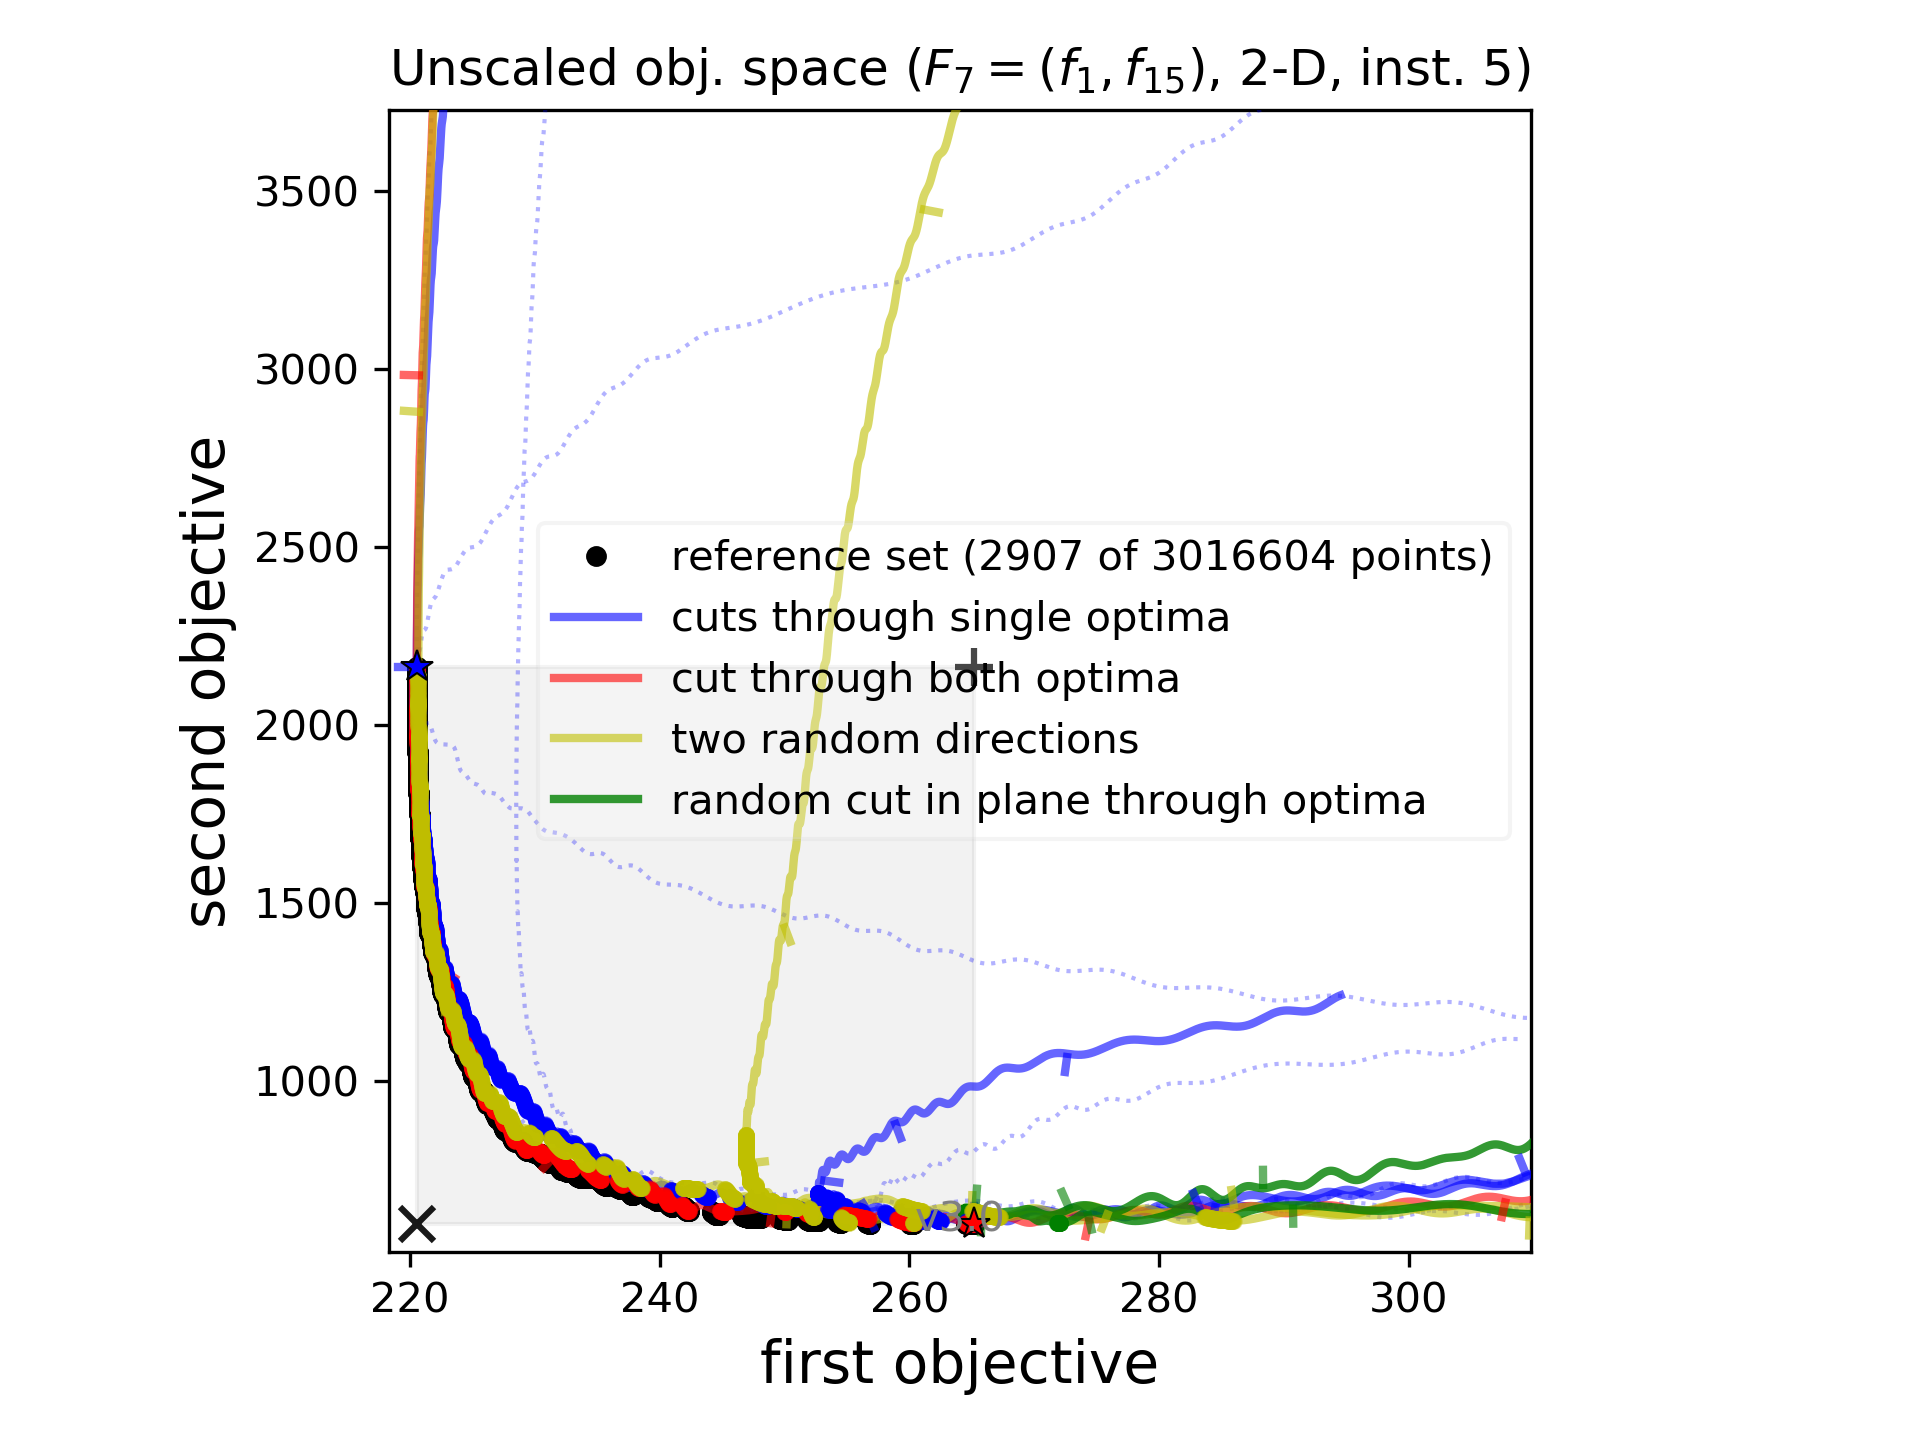 Unscaled obj. space (F₇ = (f₁, f₁₅), 2-D, inst. 5)
3500
3000
2500
2000
1500
1000
second objective
reference set (2907 of 3016604 points)
cuts through single optima
cut through both optima
two random directions
random cut in plane through optima
v3.0
220 240 260 280 300
first objective